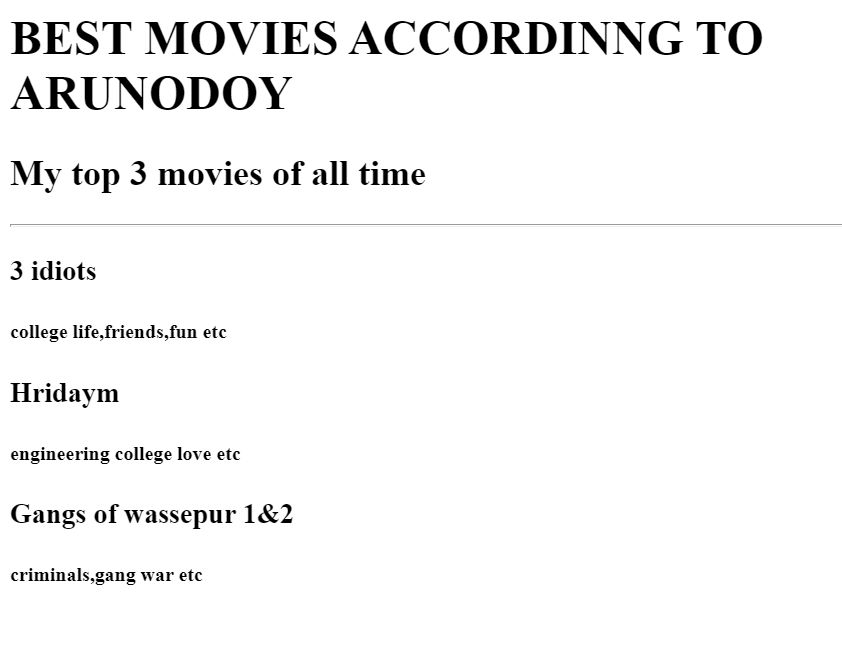 BEST MOVIES ACCORDINNG TO
ARUNODOY
My top 3 movies of all time
3 idiots
college life,friends,fun etc
Hridaym
engineering college love etc
Gangs of wassepur 1&2
criminals,gang war etc